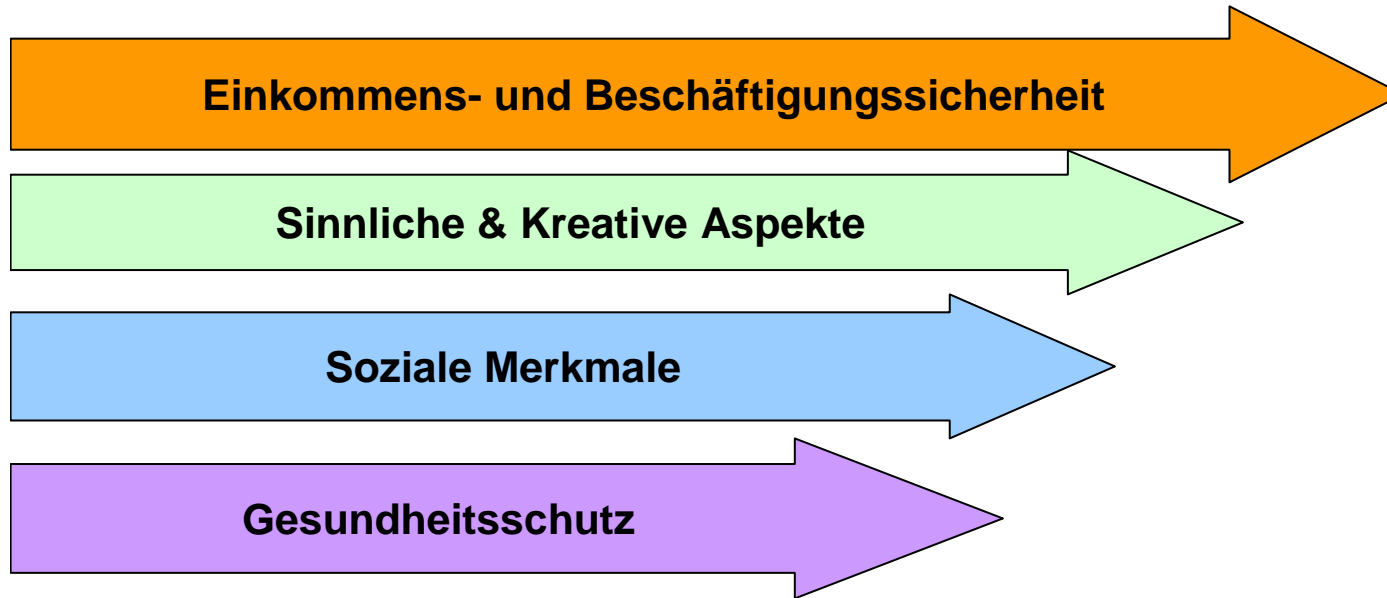 Einkommens- und Beschäftigungssicherheit
Sinnliche & Kreative Aspekte
Soziale Merkmale
Gesundheitsschutz